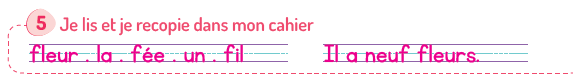 5 Je lis et je recopie dans mon cahier
fleur . la . fée . un . fil Il a neuf fleurs.